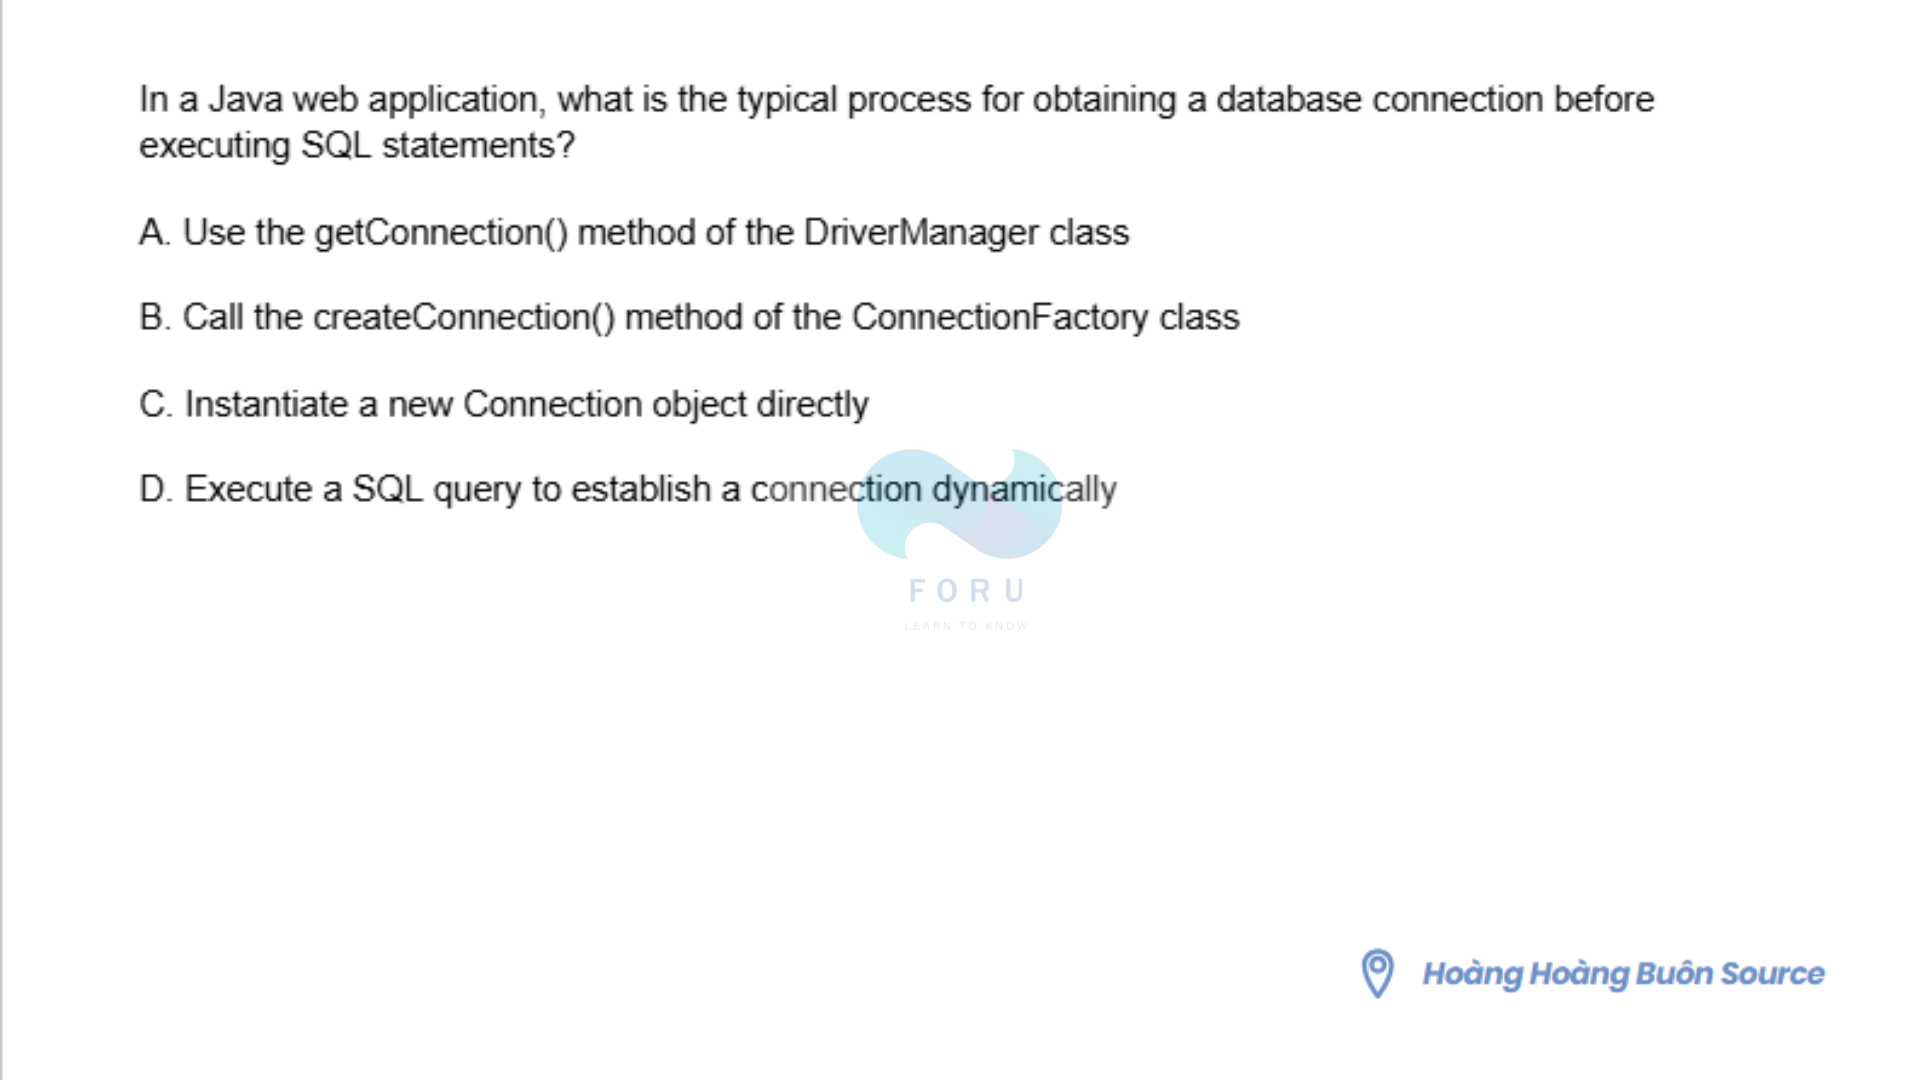 In a Java web application, what is the typical process for obtaining a database connection before
executing SQL statements?
A. Use the getConnection() method of the DriverManager class
B. Call the createConnection() method of the ConnectionFactory class
C. Instantiate a new Connection object directly
D. Execute a SQL query to establish a connection dynamically
FORU
LEARN TO KNOW
Hoàng Hoàng Buôn Source